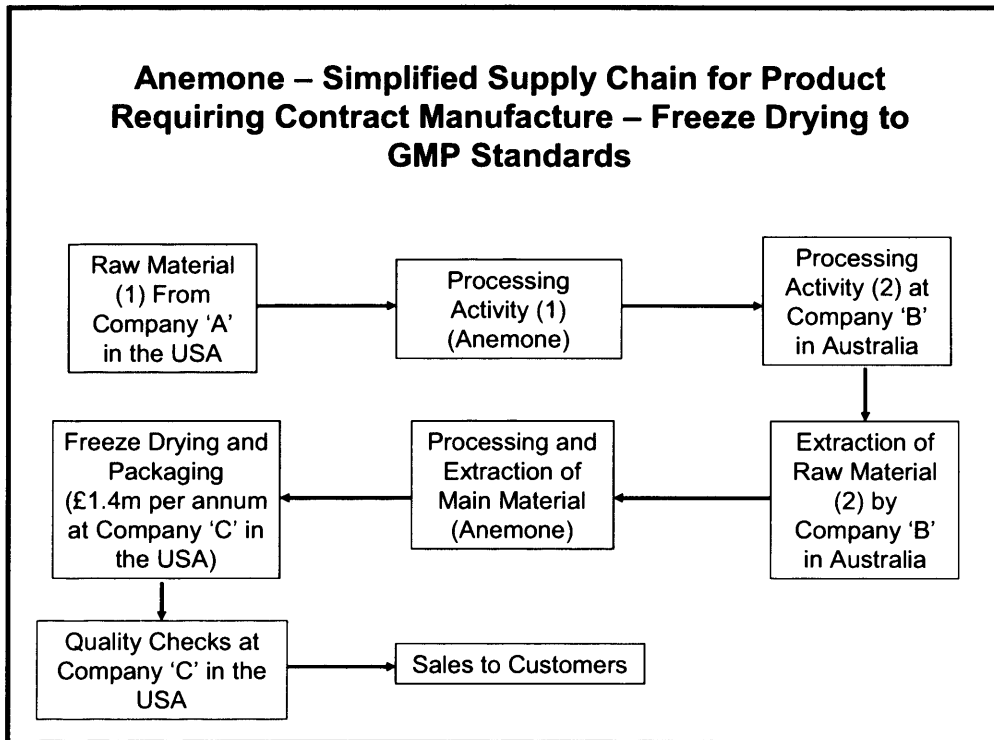 Anemone – Simplified Supply Chain for Product
Requiring Contract Manufacture – Freeze Drying to
GMP Standards
Raw Material
(1) From
Company ‘A’
in the USA
Processing
Activity (1)
(Anemone)
Processing
Activity (2) at
Company ‘B’
in Australia
Extraction of
Raw Material
(2) by
Company ‘B’
in Australia
Processing and
Extraction of
Main Material
(Anemone)
Freeze Drying and
Packaging
(£1.4m per annum
at Company ‘C’ in
the USA)
Quality Checks at
Company ‘C’ in the
USA
Sales to Customers